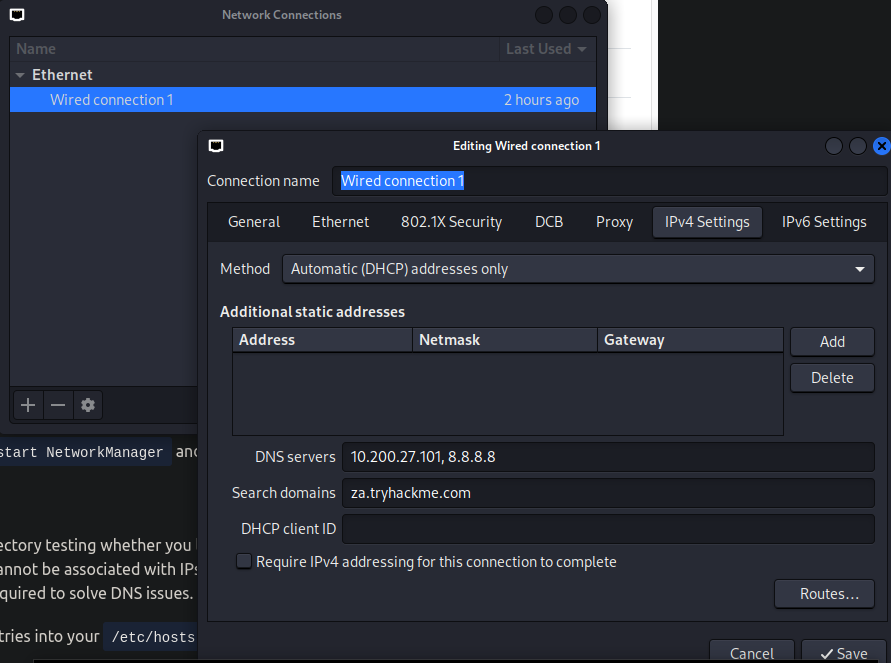 Network Connections
Name
Last Used
Ethernet
Wired connection 1
2 hours ago
Editing Wired connection 1
Connection name
Wired connection 1
General
Ethernet
802.1X Security
DCB
Proxy
IPv4 Settings
IPv6 Settings
Method
Automatic (DHCP) addresses only
Additional static addresses
Address
Netmask
Gateway
Add
Delete
DNS servers
10.200.27.101, 8.8.8.8
Search domains
za.tryhackme.com
DHCP client ID
Require IPv4 addressing for this connection to complete
Routes...
Cancel
Save
start NetworkManager and
ectory testing whether you
annot be associated with IPs
quired to solve DNS issues.
tries into your /etc/hosts